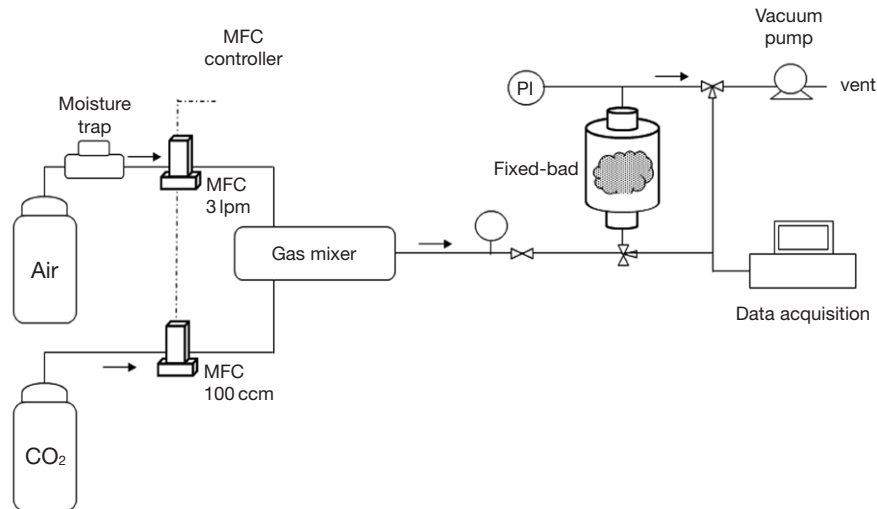 Vacuum
pump
MFC
controller
PI
vent
Moisture
trap
Fixed-bad
MFC
3 lpm
Air
Gas mixer
Data acquisition
MFC
100 ccm
CO₂